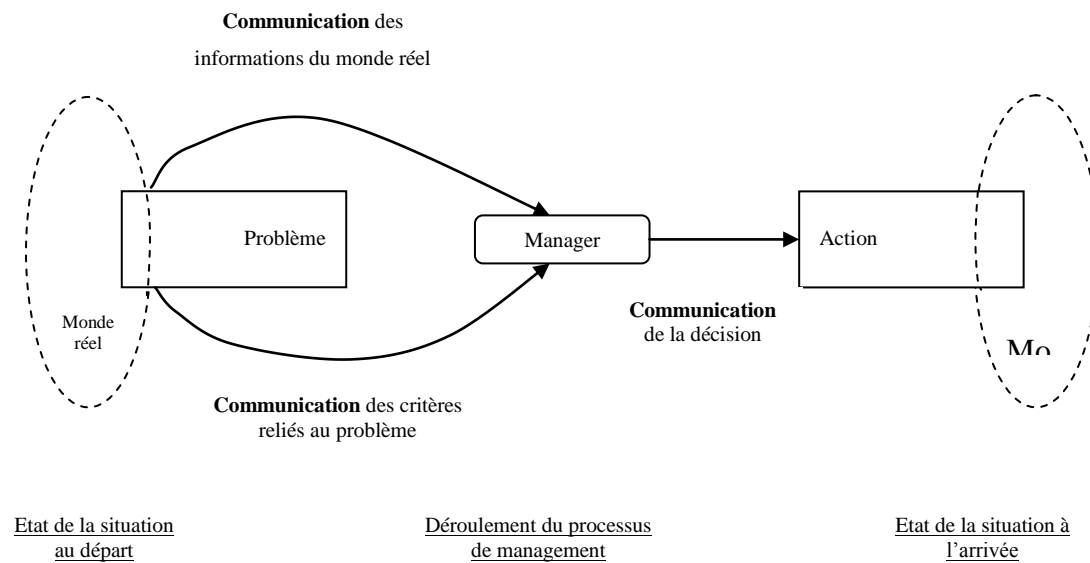 Communication des
informations du monde réel
Problème
Manager
Action
Monde
réel
Communication
de la décision
Mo
Communication des critères
reliés au problème
Etat de la situation
au départ
Déroulement du processus
de management
Etat de la situation à
l'arrivée